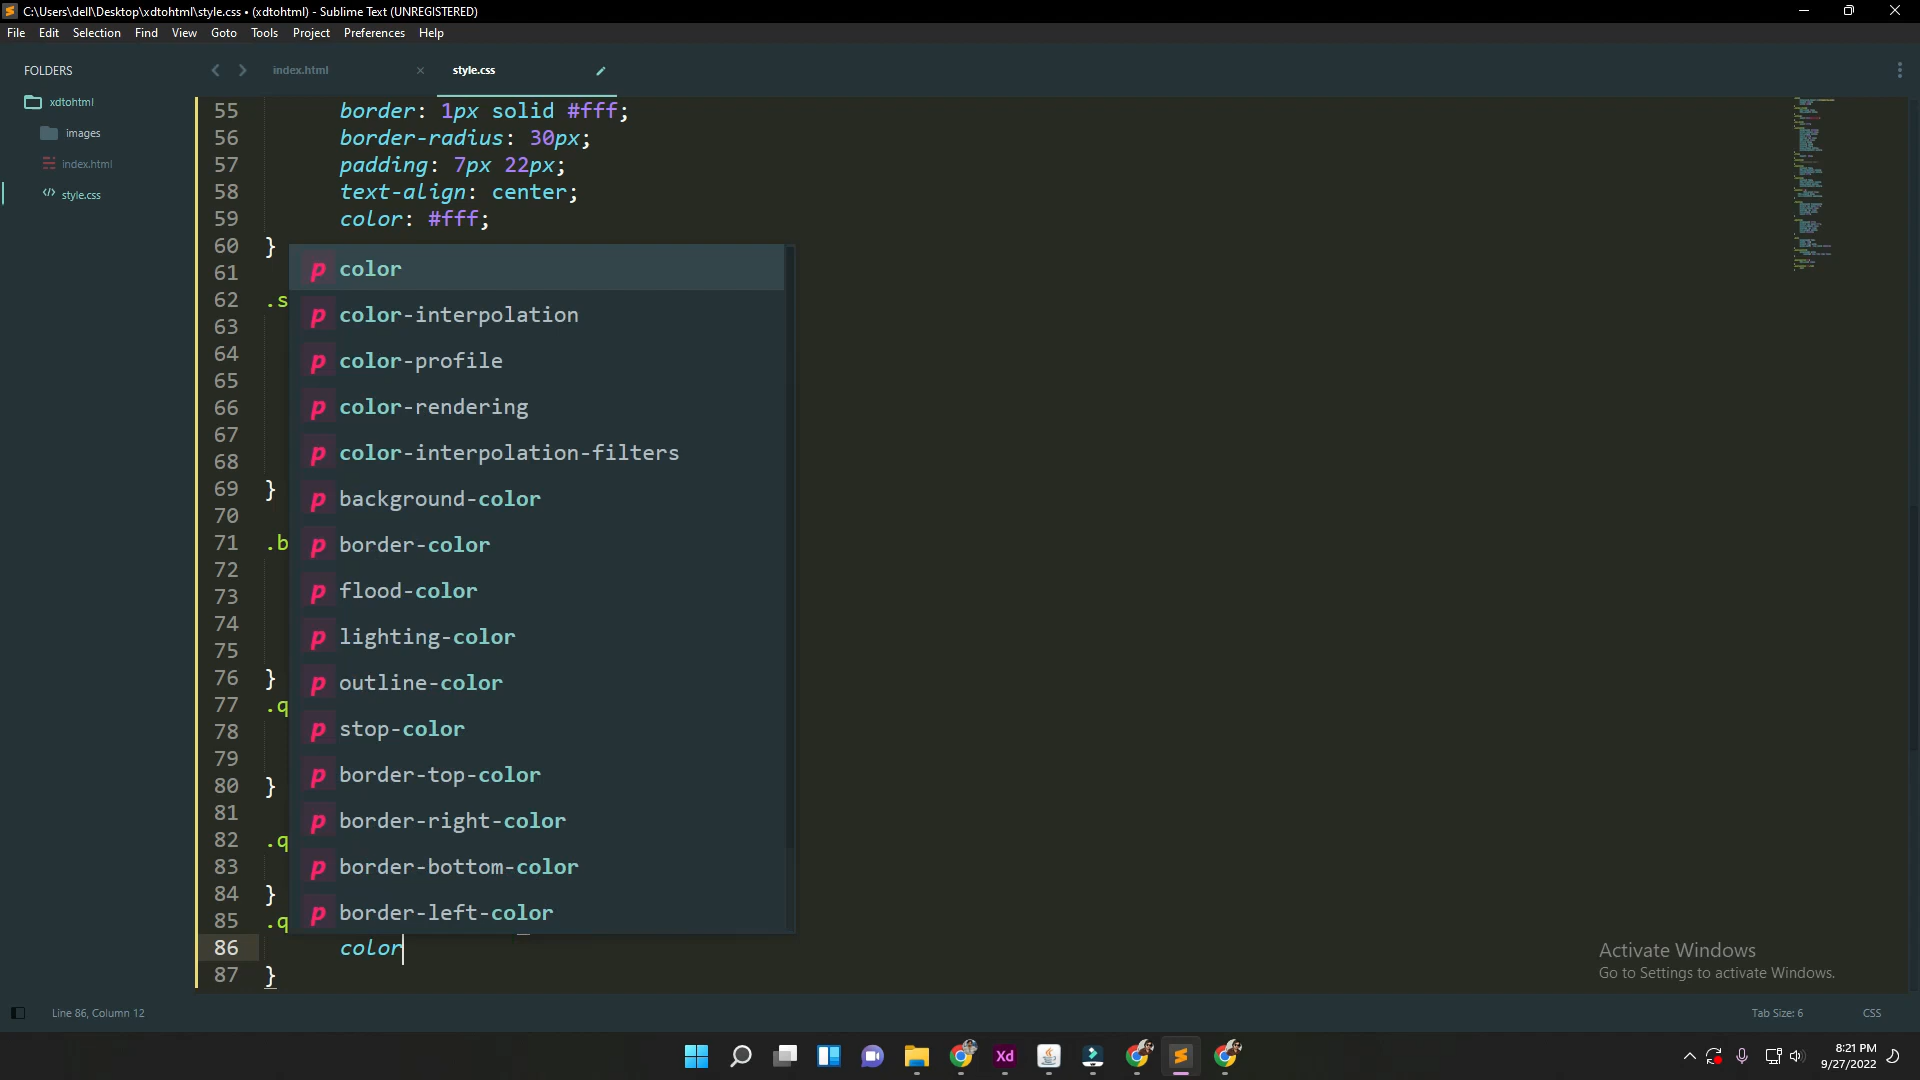 C:\Users\dell\Desktop\xdtohtml\style.css • (xdtohtml) - Sublime Text (UNREGISTERED)
File Edit Selection Find View Goto Tools Project Preferences Help
FOLDERS
xdtohtml
images
index.html
style.css
index.html
style.css
55 border: 1px solid #fff;
56 border-radius: 30px;
57 padding: 7px 22px;
58 text-align: center;
59 color: #fff;
60 }
61
62 .s
63
64
65
66
67
68
69 }
70
71 .b
72
73
74
75
76 }
77 .q
78
79
80 }
81
82 .q
83
84 }
85 .q
86 color
87 }
p color
p color-interpolation
p color-profile
p color-rendering
p color-interpolation-filters
p background-color
p border-color
p flood-color
p lighting-color
p outline-color
p stop-color
p border-top-color
p border-right-color
p border-bottom-color
p border-left-color
Activate Windows
Go to Settings to activate Windows.
Line 86, Column 12
Tab Size: 6
CSS
Xd
8:21 PM
9/27/2022